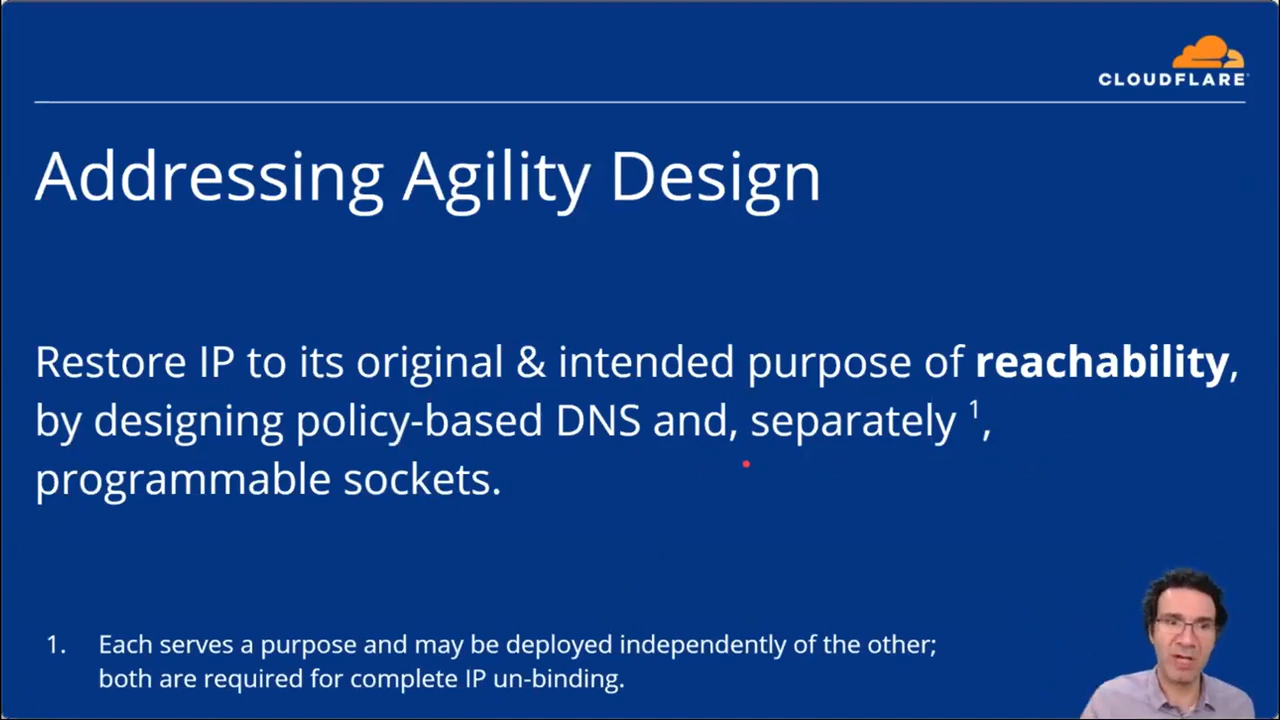 CLOUDFLARE
Addressing Agility Design
Restore IP to its original & intended purpose of reachability,
by designing policy-based DNS and, separately ¹,
programmable sockets.
1. Each serves a purpose and may be deployed independently of the other;
both are required for complete IP un-binding.